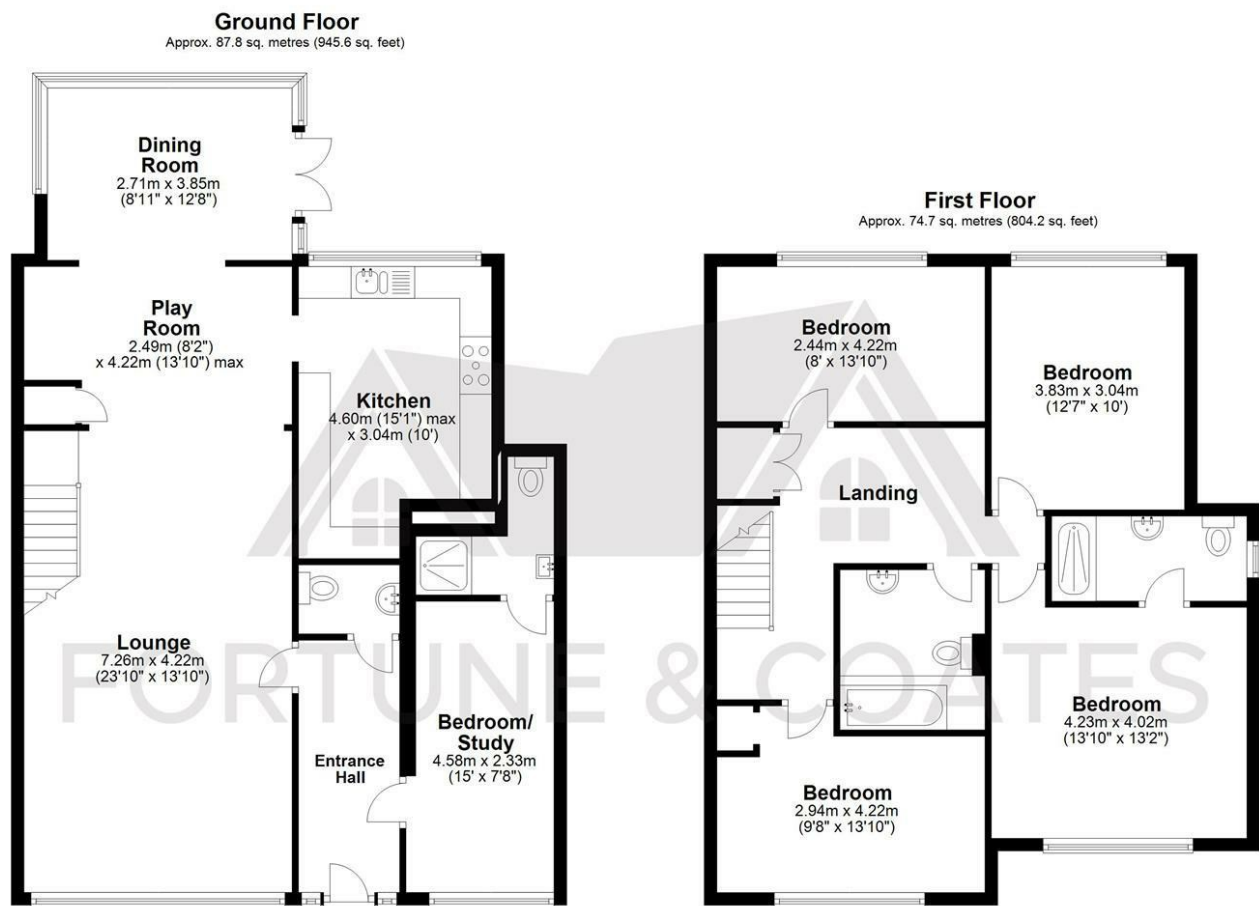 Ground Floor
Approx. 87.8 sq. metres (945.6 sq. feet)
Dining
Room
2.71m x 3.85m
(8'11" x 12'8")
Play
Room
2.49m (8'2")
x 4.22m (13'10") max
Kitchen
4.60m (15'1") max
x 3.04m (10')
Lounge
7.26m x 4.22m
(23'10" x 13'10")
Entrance
Hall
Bedroom/
Study
4.58m x 2.33m
(15' x 7'8")
First Floor
Approx. 74.7 sq. metres (804.2 sq. feet)
Bedroom
2.44m x 4.22m
(8' x 13'10")
Bedroom
3.83m x 3.04m
(12'7" x 10')
Landing
Bedroom
4.23m x 4.02m
(13'10" x 13'2")
Bedroom
2.94m x 4.22m
(9'8" x 13'10")
FORTUNE & COATES